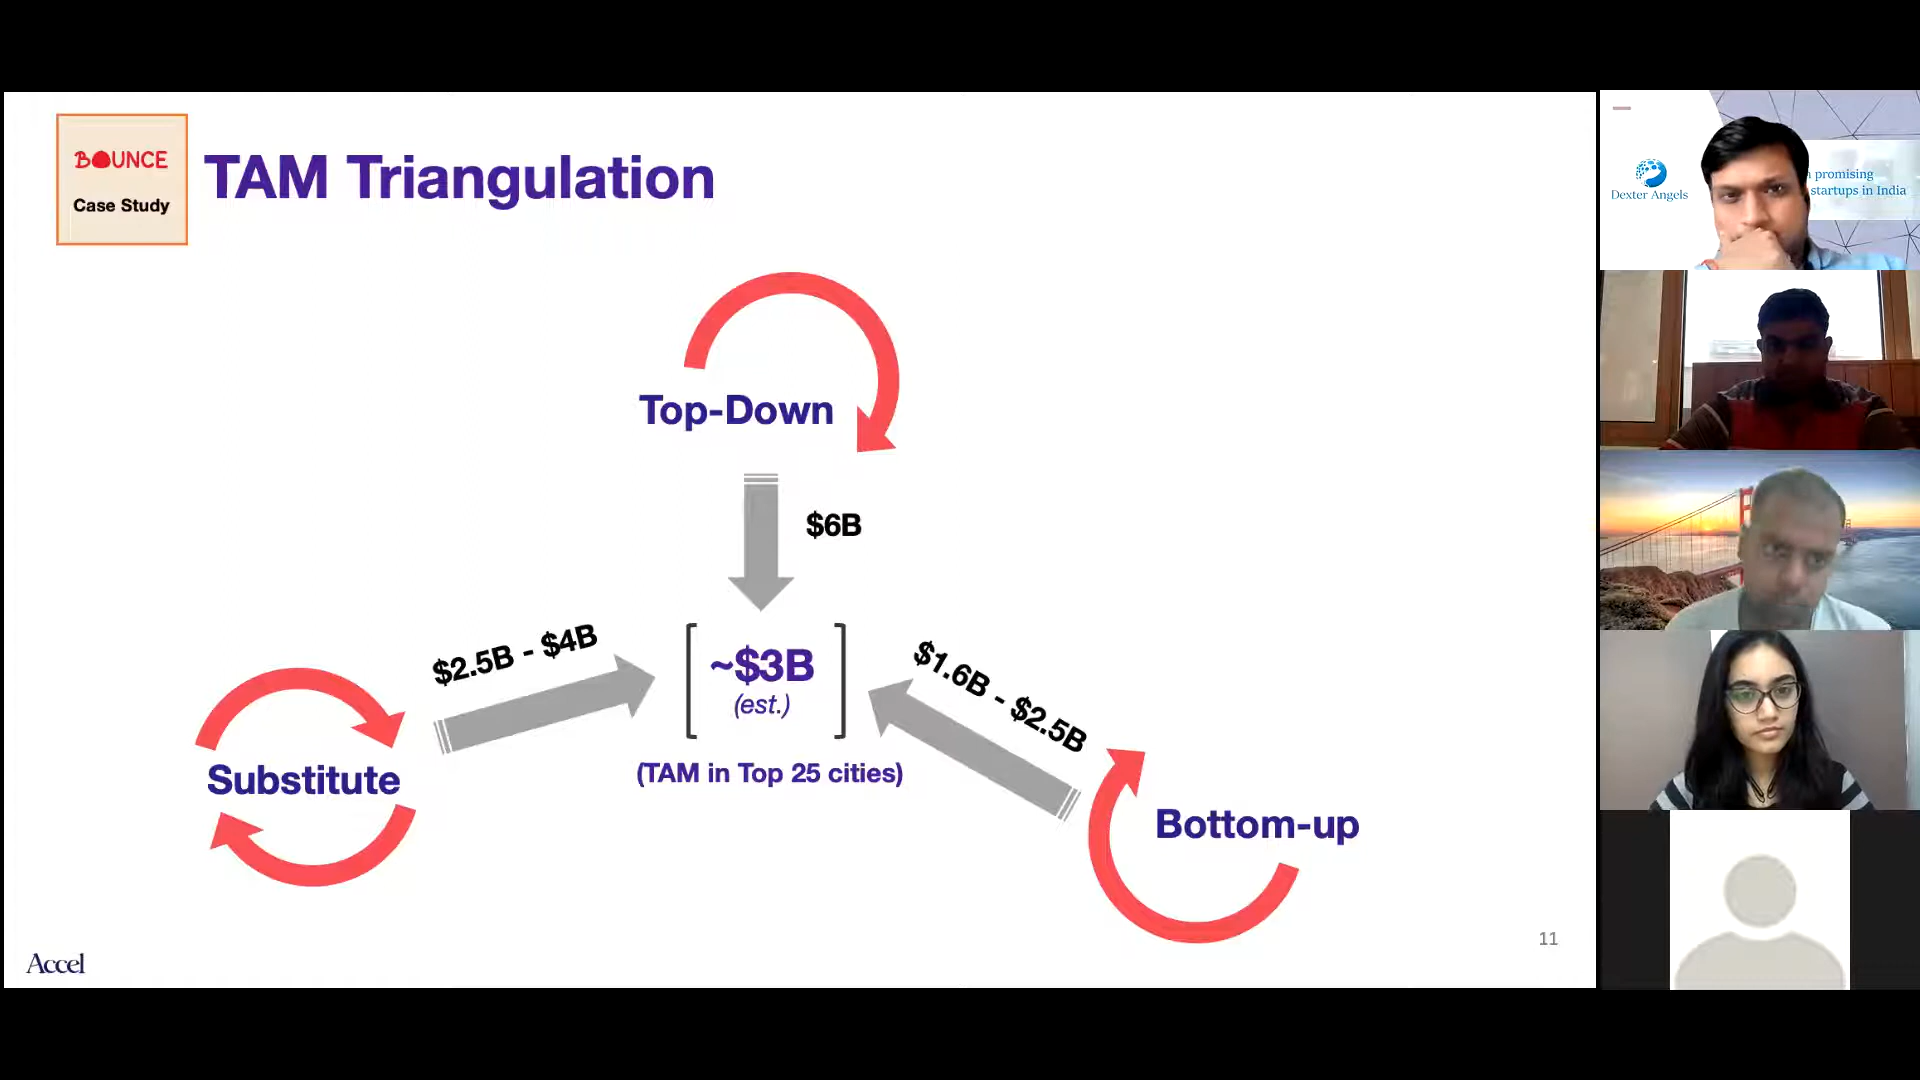 BOUNCE
Case Study
TAM Triangulation
Top-Down
$6B
$2.5B - $4B
~$3B
(est.)
$1.6B - $2.5B
(TAM in Top 25 cities)
Substitute
Bottom-up
11
Accel
Dexter Angels
promising
startups in India